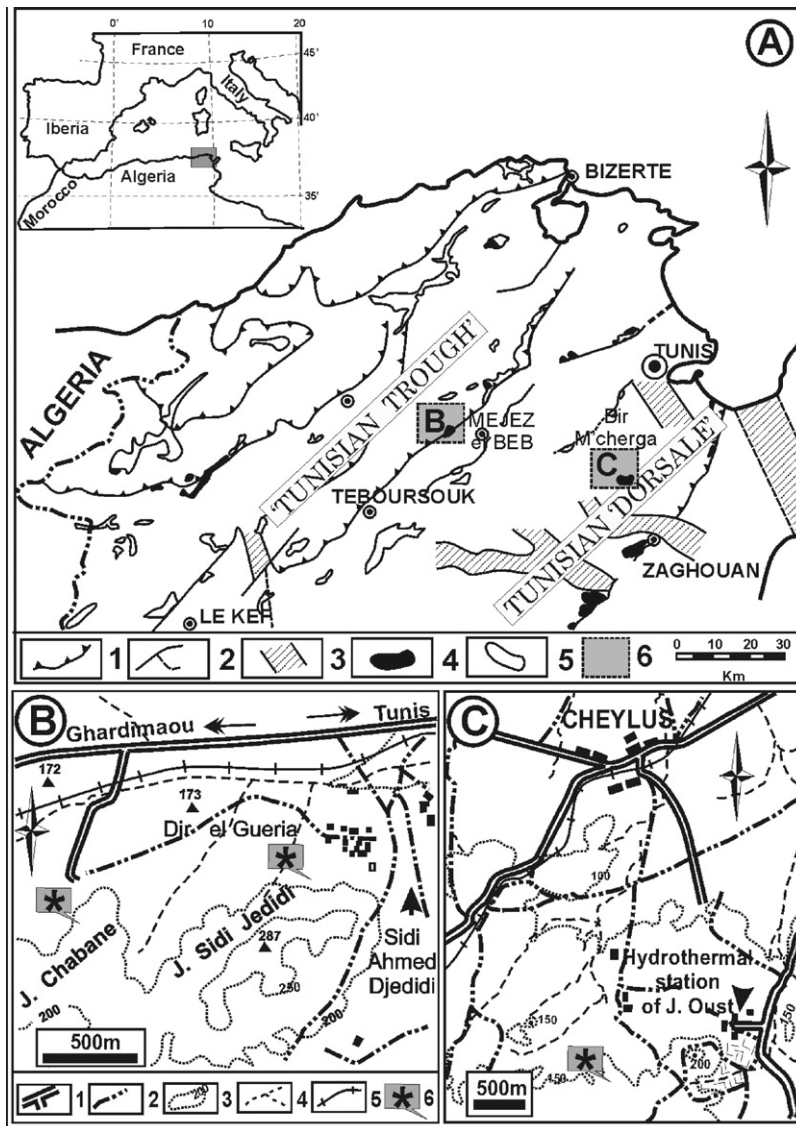 A
France
Iberia
Italy
Algeria
Morocco
0
10
20
45'
40'
35'
BIZERTE
TUNIS
ALGERIA
'TUNISIAN TROUGH'
B
MEJEZ
el BEB
Bir
M'cherga
C
TEBOURSOUK
TUNISIAN 'DORSALE'
ZAGHOUAN
LE KEF
1
2
3
4
5
6
0 10 20 30
Km
B
Ghardimaou
Tunis
172
173
Dir el Gueria
J. Chabane
J. Sidi Jedidi
287
250
200
200
Sidi
Ahmed
Djedidi
500m
1
2
200
3
4
5
6
C
CHEYLUS
100
Hydrothermal
station
of J. Oust
150
150
150
200
500m